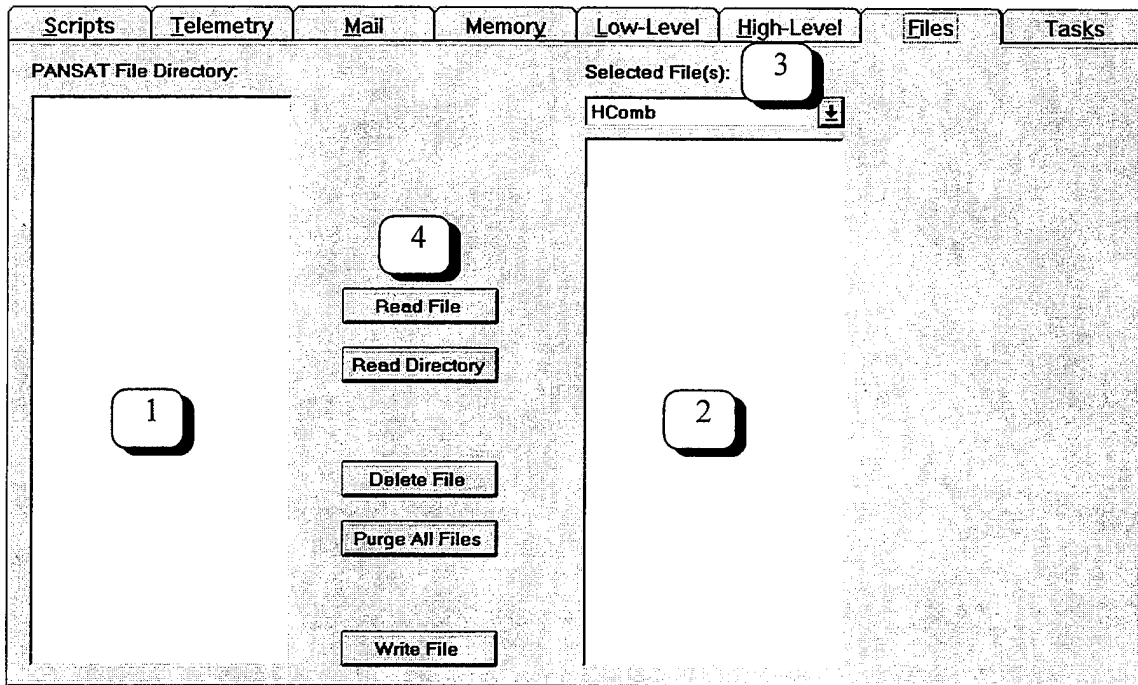 Scripts Telemetry Mail Memory Low-Level High-Level Files Tasks
PANSAT File Directory:
Selected File(s):
3
HComb
4
Read File
Read Directory
1
2
Delete File
Purge All Files
Write File